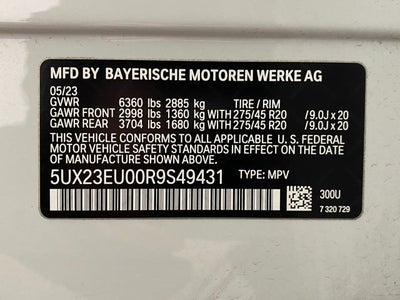 MFD BY BAYERISCHE MOTOREN WERKE AG
05/23
GVWR 6360 lbs 2885 kg TIRE / RIM
GAWR FRONT 2998 lbs 1360 kg WITH 275/45 R20 / 9.0J x 20
GAWR REAR 3704 lbs 1680 kg WITH 275/45 R20 / 9.0J x 20
THIS VEHICLE CONFORMS TO ALL APPLICABLE U. S. FEDERAL
MOTOR VEHICLE SAFETY STANDARDS IN EFFECT ON THE
DATE OF MANUFACTURE SHOWN ABOVE.
5UX23EU00R9S49431 TYPE: MPV
300U
7 320 729